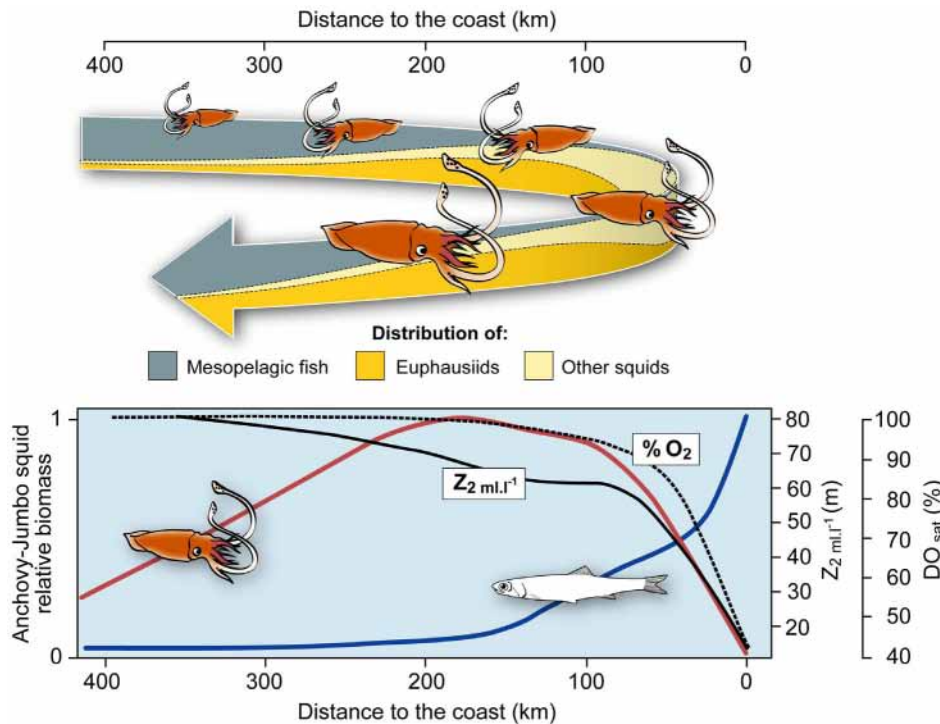 Distance to the coast (km)
400 300 200 100 0
Distribution of:
Mesopelagic fish Euphausiids Other squids
Anchovy-Jumbo squid
relative biomass
1
0
% O₂
Z₂ ml.l⁻¹
80
70
60
50
40
30
20
Z₂ ml.l⁻¹ (m)
100
90
80
70
60
50
40
DO sat (%)
400 300 200 100 0
Distance to the coast (km)